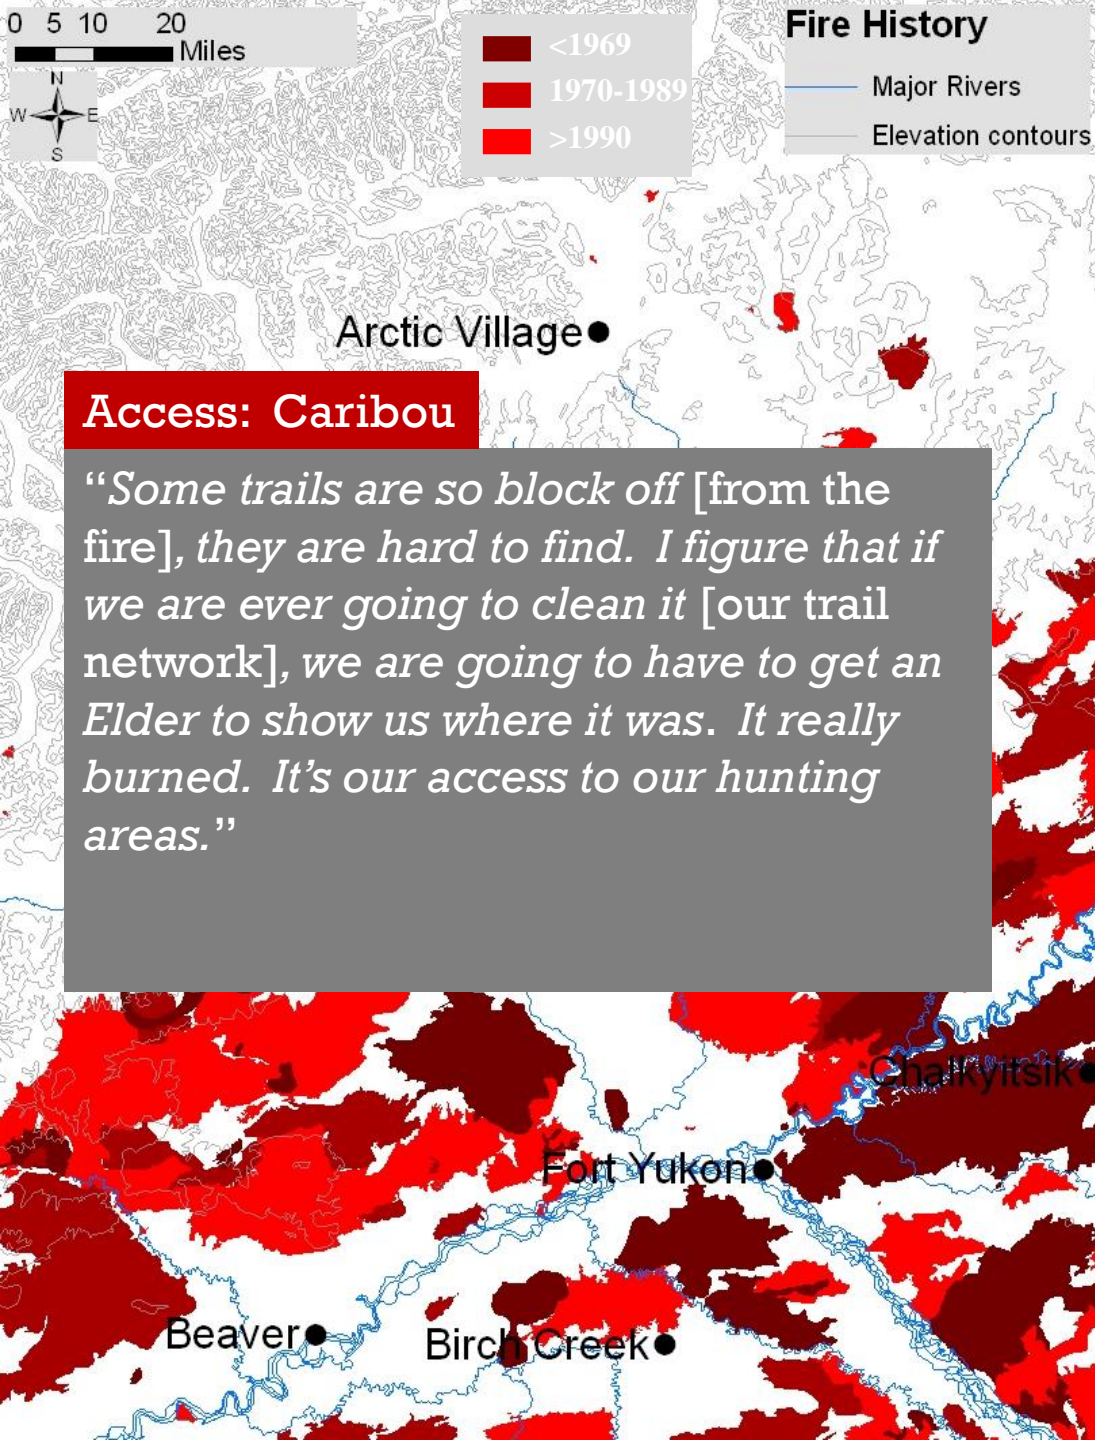 0 5 10 20
Miles
N
W E
S
<1969
1970-1989
>1990
Fire History
Major Rivers
Elevation contours
Arctic Village
Access: Caribou
“Some trails are so block off [from the
fire], they are hard to find. I figure that if
we are ever going to clean it [our trail
network], we are going to have to get an
Elder to show us where it was. It really
burned. It’s our access to our hunting
areas.”
Chalkyitsik
Fort Yukon
Beaver
Birch Creek